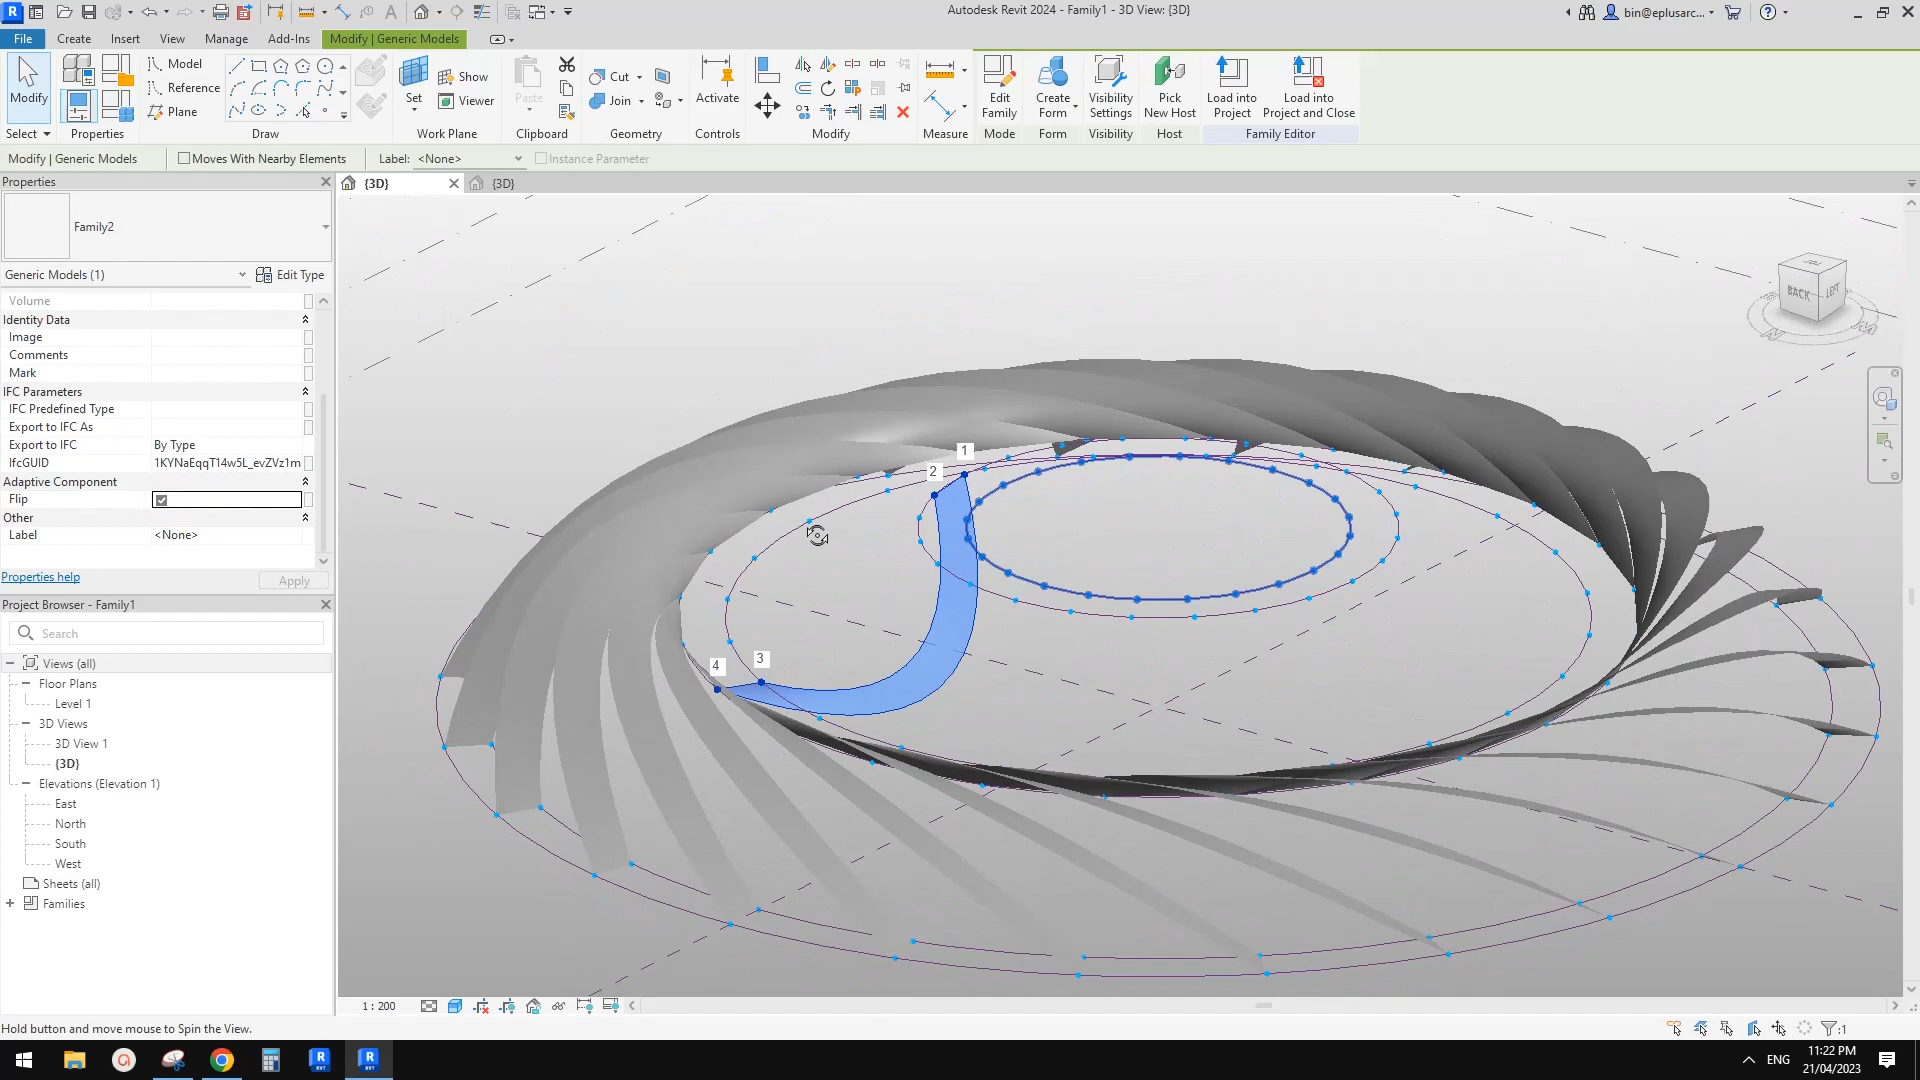 Autodesk Revit 2024 - Family1 - 3D View: {3D}
bin@eplusarc...
File Create Insert View Manage Add-Ins Modify | Generic Models
Modify
Model
Reference
Plane
Set
Show
Viewer
Paste
Cut
Join
Activate
Edit
Family
Create
Form
Visibility
Settings
Pick
New Host
Load into
Project
Load into
Project and Close
Select Properties Draw Work Plane Clipboard Geometry Controls Modify Measure Mode Form Visibility Host Family Editor
Modify | Generic Models Moves With Nearby Elements Label: <None> Instance Parameter
Properties
{3D} {3D}
Family2
Generic Models (1) Edit Type
Volume
Identity Data
Image
Comments
Mark
IFC Parameters
IFC Predefined Type
Export to IFC As
Export to IFC By Type
IfcGUID 1KYNaEqqT14w5L_evZVz1m
Adaptive Component
Flip
Other
Label <None>
Properties help Apply
Project Browser - Family1
Search
Views (all)
Floor Plans
Level 1
3D Views
3D View 1
{3D}
Elevations (Elevation 1)
East
North
South
West
Sheets (all)
Families
BACK LEFT
1
2
3
4
1 : 200
Hold button and move mouse to Spin the View.
:1
ENG
11:22 PM
21/04/2023